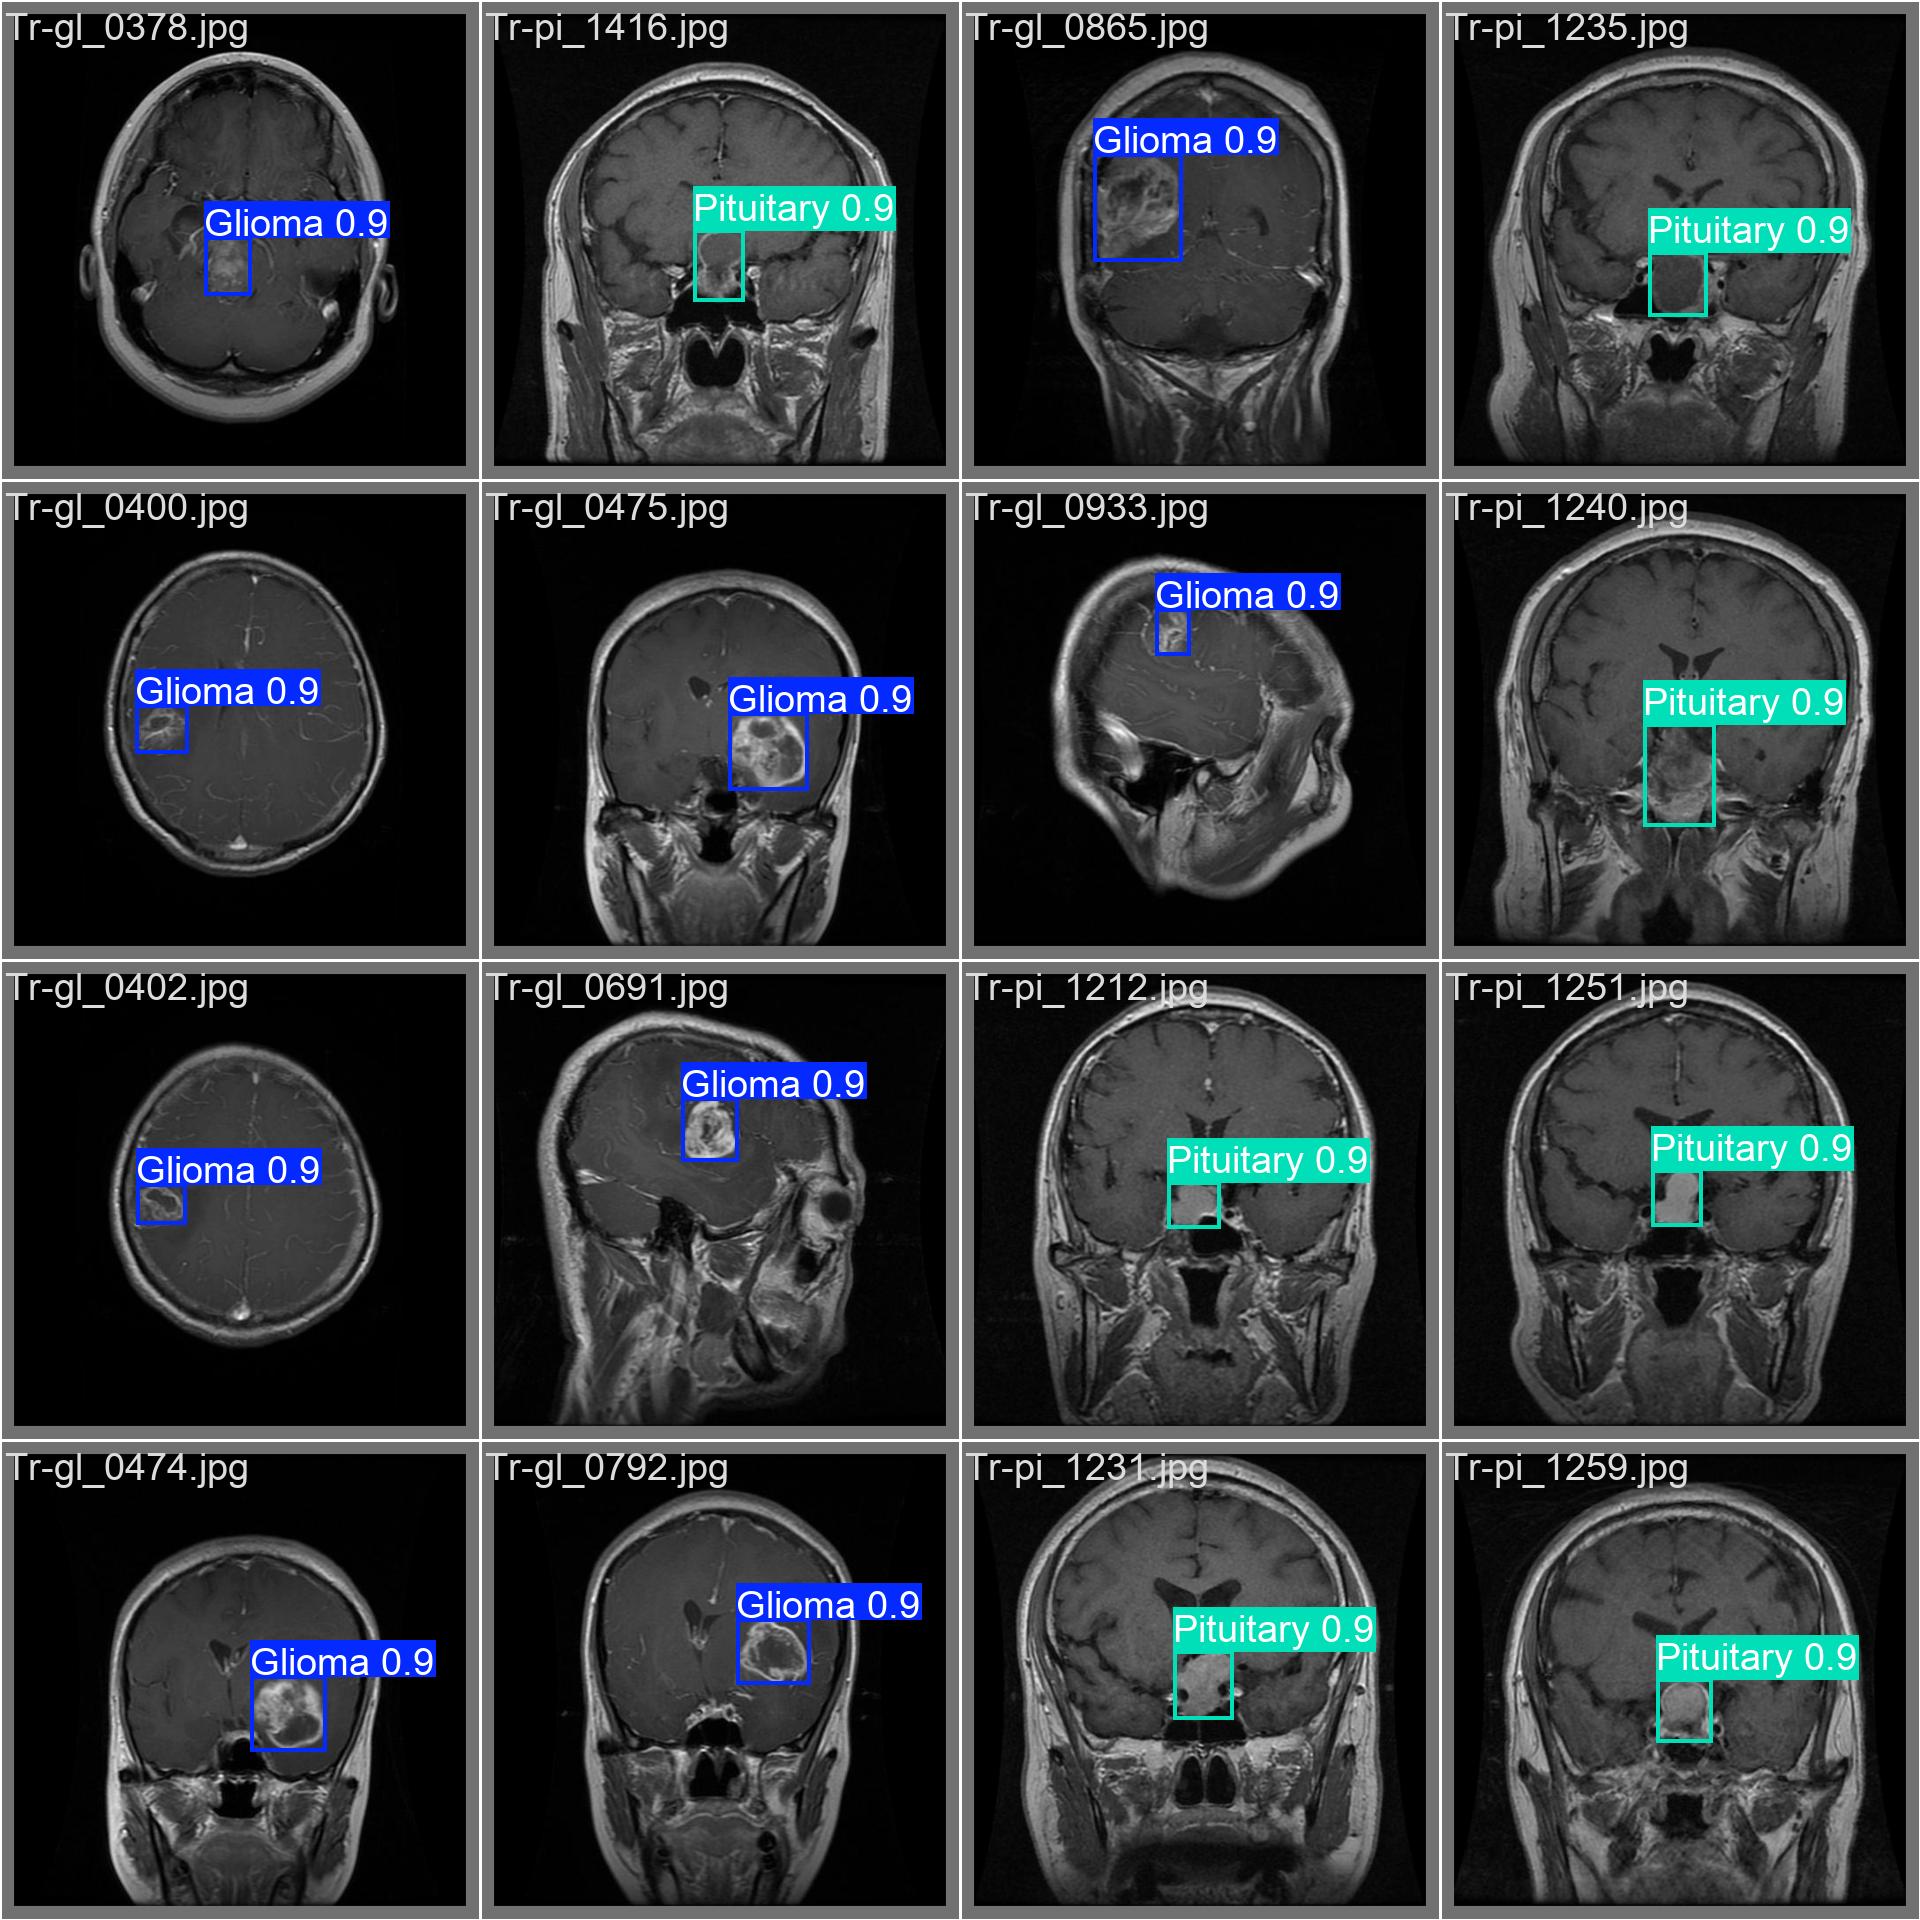 Tr-gl_0378.jpg
Glioma 0.9
Tr-pi_1416.jpg
Pituitary 0.9
Tr-gl_0865.jpg
Glioma 0.9
Tr-pi_1235.jpg
Pituitary 0.9
Tr-gl_0400.jpg
Glioma 0.9
Tr-gl_0475.jpg
Glioma 0.9
Tr-gl_0933.jpg
Glioma 0.9
Tr-pi_1240.jpg
Pituitary 0.9
Tr-gl_0402.jpg
Glioma 0.9
Tr-gl_0691.jpg
Glioma 0.9
Tr-pi_1212.jpg
Pituitary 0.9
Tr-pi_1251.jpg
Pituitary 0.9
Tr-gl_0474.jpg
Glioma 0.9
Tr-gl_0792.jpg
Glioma 0.9
Tr-pi_1231.jpg
Pituitary 0.9
Tr-pi_1259.jpg
Pituitary 0.9